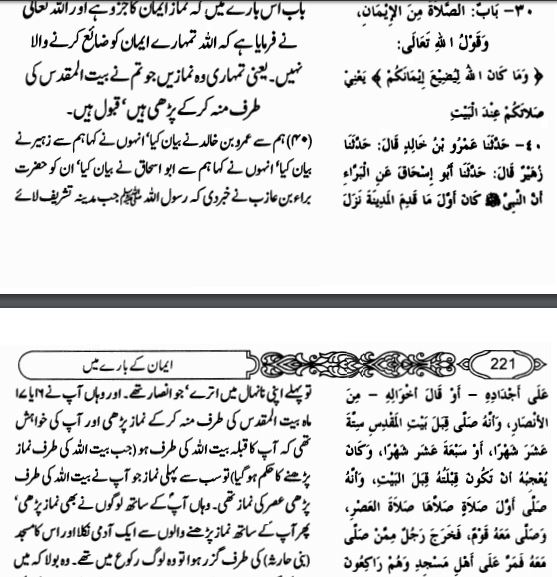 ٣٠- بَابُ: الصَّلاَةُ مِنَ الإِيْمَانِ،
وَقَوْلُ اللهِ تَعَالَى:
﴿ وَمَا كَانَ اللهُ لِيُضِيعَ إِيْمَانَكُمْ ﴾ يَعْنِيْ
صَلاَتَكُمْ عِنْدَ الْبَيْتِ
٤٠- حَدَّثَنَا عَمْرُو بْنُ خَالِدٍ قَالَ: حَدَّثَنَا
زُهَيْرٌ قَالَ: حَدَّثَنَا أَبُو إِسْحَاقَ عَنِ الْبَرَاءِ
أَنَّ النَّبِيَّ ﷺ كَانَ أَوَّلَ مَا قَدِمَ الْمَدِيْنَةَ نَزَلَ
باب اس بارے میں کہ نماز ایمان کا جزو ہے اور اللہ تعالیٰ
نے فرمایا ہے کہ اللہ تمہارے ایمان کو ضائع کرنے والا
نہیں۔ یعنی تمہاری وہ نمازیں جو تم نے بیت المقدس کی
طرف منہ کر کے پڑھی ہیں، قبول ہیں۔
(۴۰) ہم سے عمرو بن خالد نے بیان کیا، انہوں نے کہا ہم سے زہیر نے
بیان کیا، انہوں نے کہا ہم سے ابو اسحاق نے بیان کیا، ان کو حضرت
براء بن عازب نے خبر دی کہ رسول اللہ ﷺ جب مدینہ تشریف لائے
221
ایمان کے بارے میں
عَلَى أَجْدَادِهِ - أَوْ قَالَ أَخْوَالِهِ - مِنَ
الأَنْصَارِ، وَأَنَّهُ صَلَّى قِبَلَ بَيْتِ الْمَقْدِسِ سِتَّةَ
عَشَرَ شَهْرًا، أَوْ سَبْعَةَ عَشَرَ شَهْرًا، وَكَانَ
يُعْجِبُهُ أَنْ تَكُونَ قِبْلَتُهُ قِبَلَ الْبَيْتِ، وَأَنَّهُ
صَلَّى أَوَّلَ صَلاَةٍ صَلاَّهَا صَلاَةَ الْعَصْرِ،
وَصَلَّى مَعَهُ قَوْمٌ، فَخَرَجَ رَجُلٌ مِمَّنْ صَلَّى
مَعَهُ فَمَرَّ عَلَى أَهْلِ مَسْجِدٍ وَهُمْ رَاكِعُونَ
تو پہلے اپنی نانہال میں اترے، جو انصار تھے۔ اور وہاں آپ نے ۱۶ یا ۱۷
ماہ بیت المقدس کی طرف منہ کر کے نماز پڑھی اور آپ کی خواہش
تھی کہ آپ کا قبلہ بیت اللہ کی طرف ہو (جب بیت اللہ کی طرف نماز
پڑھنے کا حکم ہو گیا) تو سب سے پہلی نماز جو آپ نے بیت اللہ کی طرف
پڑھی عصر کی نماز تھی۔ وہاں آپ کے ساتھ لوگوں نے بھی نماز پڑھی،
پھر آپ کے ساتھ نماز پڑھنے والوں سے ایک آدمی نکلا اور اس کا مسجد
(بنی حارثہ) کی طرف گزر ہوا تو وہ لوگ رکوع میں تھے۔ وہ بولا کہ میں